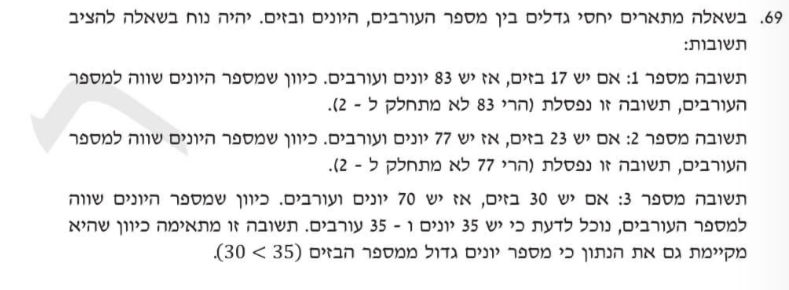 69. בשאלה מתארים יחסי גדלים בין מספר העורבים, היונים ובזים. יהיה נוח בשאלה להציב
תשובות:
תשובה מספר 1: אם יש 17 בזים, אז יש 83 יונים ועורבים. כיוון שמספר היונים שווה למספר
העורבים, תשובה זו נפסלת (הרי 83 לא מתחלק ל - 2).
תשובה מספר 2: אם יש 23 בזים, אז יש 77 יונים ועורבים. כיוון שמספר היונים שווה למספר
העורבים, תשובה זו נפסלת (הרי 77 לא מתחלק ל - 2).
תשובה מספר 3: אם יש 30 בזים, אז יש 70 יונים ועורבים. כיוון שמספר היונים שווה
למספר העורבים, נוכל לדעת כי יש 35 יונים ו - 35 עורבים. תשובה זו מתאימה כיוון שהיא
מקיימת גם את הנתון כי מספר יונים גדול ממספר הבזים (30 < 35).